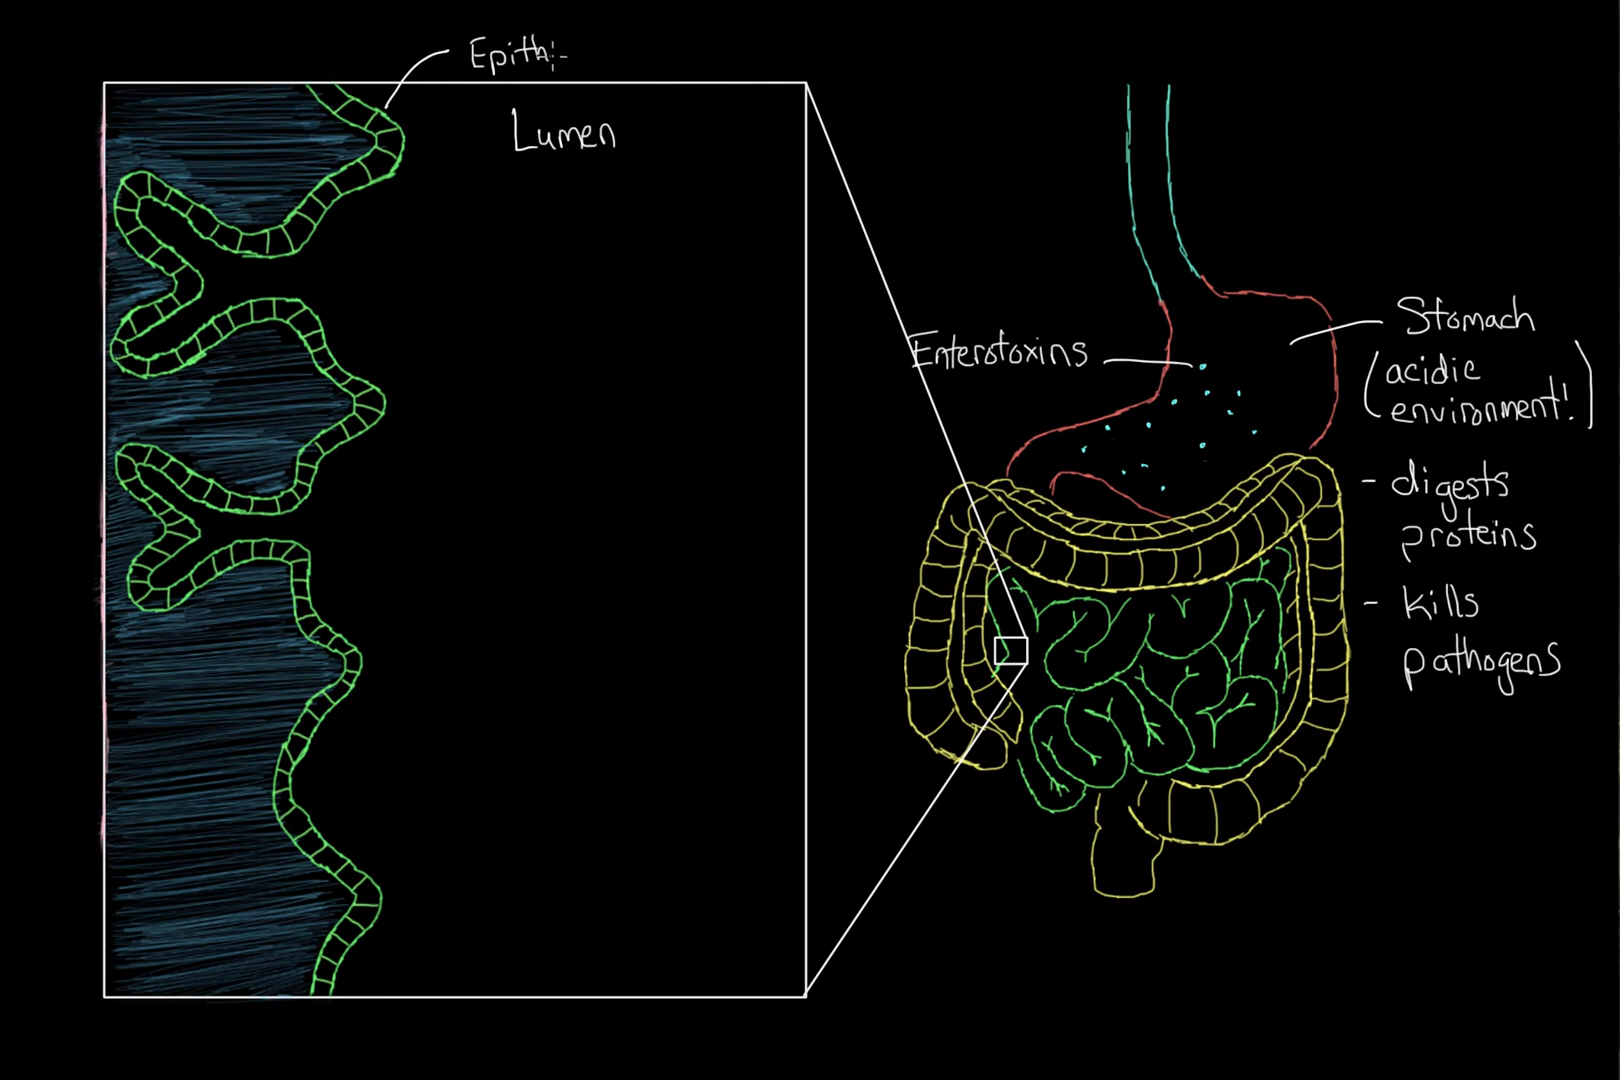 Epith
Lumen
Enterotoxins
Stomach
(acidic
environment!)
- digests
proteins
- kills
pathogens